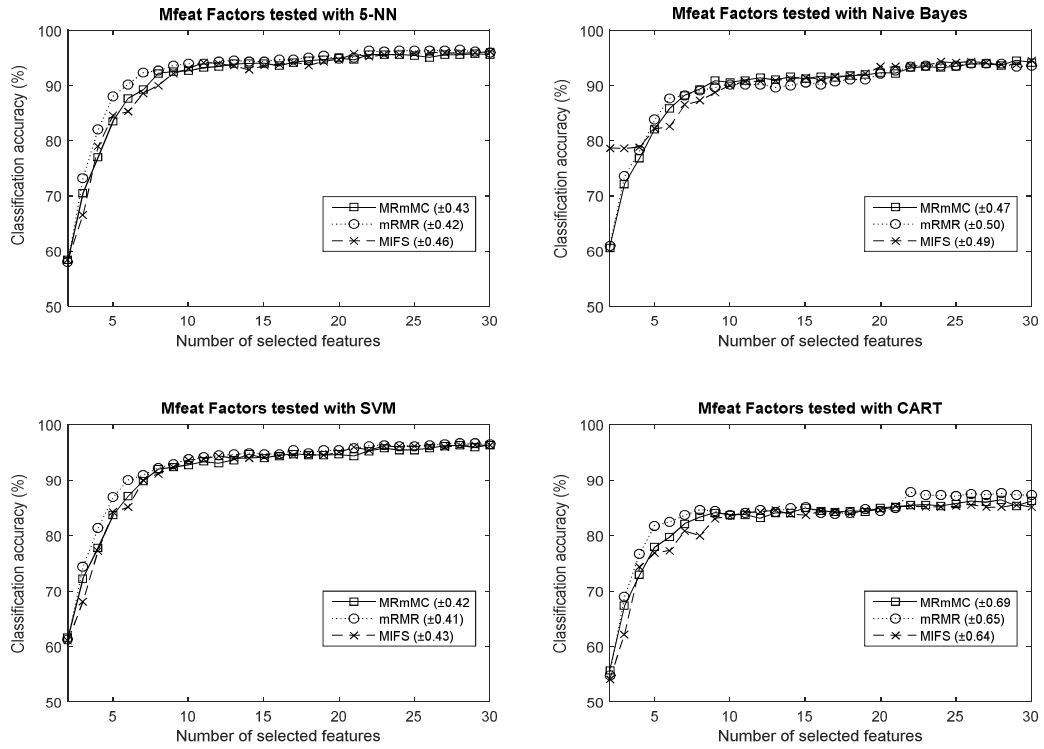 Mfeat Factors tested with 5-NN
100
90
80
70
60
50
Classification accuracy (%)
MRmMC (±0.43
mRMR (±0.42)
MIFS (±0.46)
5
10
15
20
25
30
Number of selected features
Mfeat Factors tested with Naive Bayes
100
90
80
70
60
50
Classification accuracy (%)
MRmMC (±0.47
mRMR (±0.50)
MIFS (±0.49)
5
10
15
20
25
30
Number of selected features
Mfeat Factors tested with SVM
100
90
80
70
60
50
Classification accuracy (%)
MRmMC (±0.42
mRMR (±0.41)
MIFS (±0.43)
5
10
15
20
25
30
Number of selected features
Mfeat Factors tested with CART
100
90
80
70
60
50
Classification accuracy (%)
MRmMC (±0.69
mRMR (±0.65)
MIFS (±0.64)
5
10
15
20
25
30
Number of selected features